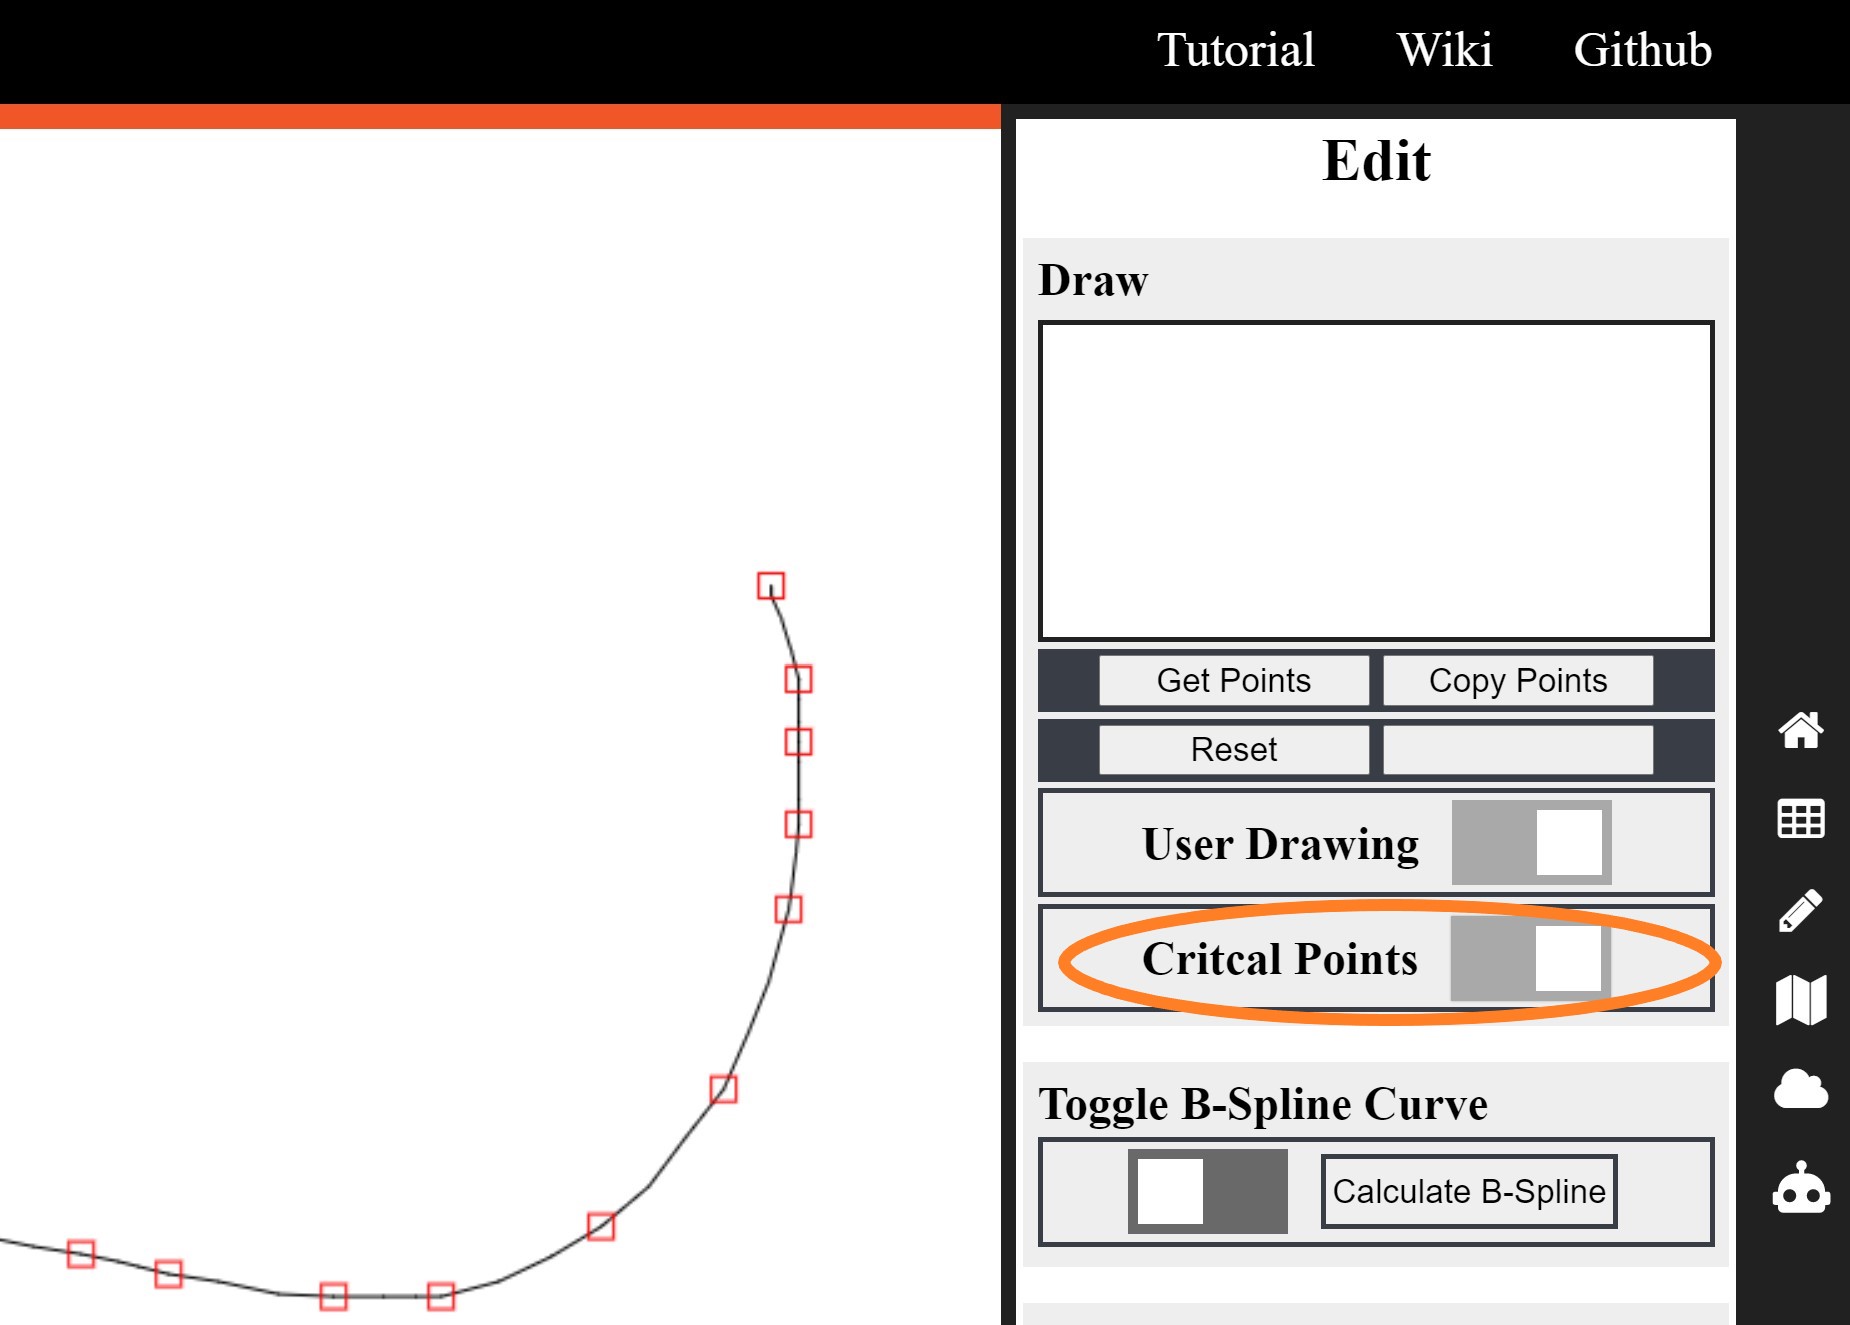 Tutorial Wiki Github
Edit
Draw
Get Points Copy Points
Reset
User Drawing
Critcal Points
Toggle B-Spline Curve
Calculate B-Spline